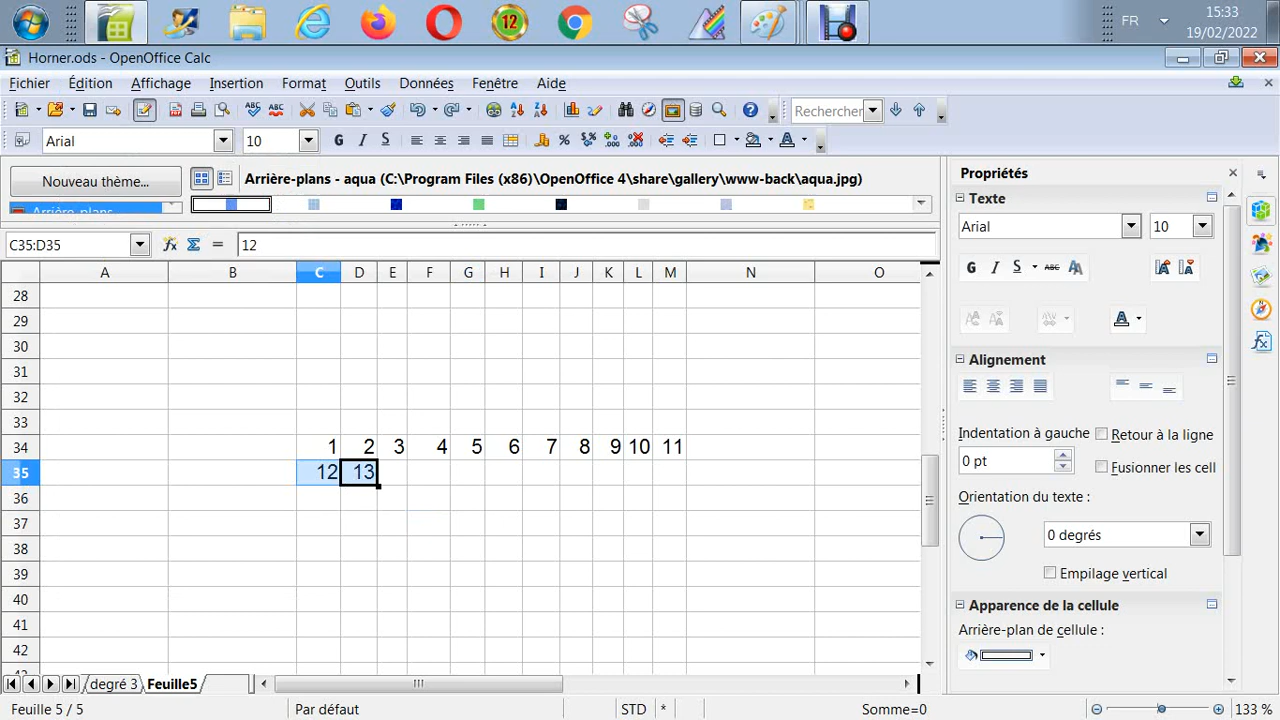 12
FR
15:33
19/02/2022
Horner.ods - OpenOffice Calc
Fichier Édition Affichage Insertion Format Outils Données Fenêtre Aide
Rechercher
Arial 10 G I S
Nouveau thème... Arrière-plans - aqua (C:\Program Files (x86)\OpenOffice 4\share\gallery\www-back\aqua.jpg)
Arrière-plans
C35:D35 12
A B C D E F G H I J K L M N O
28
29
30
31
32
33
34 1 2 3 4 5 6 7 8 9 10 11
35 12 13
36
37
38
39
40
41
42
degré 3 Feuille5
Feuille 5 / 5 Par défaut STD * Somme=0 133 %
Propriétés
Texte
Arial 10
G I S ABC
Alignement
Indentation à gauche Retour à la ligne
0 pt Fusionner les cell
Orientation du texte :
0 degrés
Empilage vertical
Apparence de la cellule
Arrière-plan de cellule :